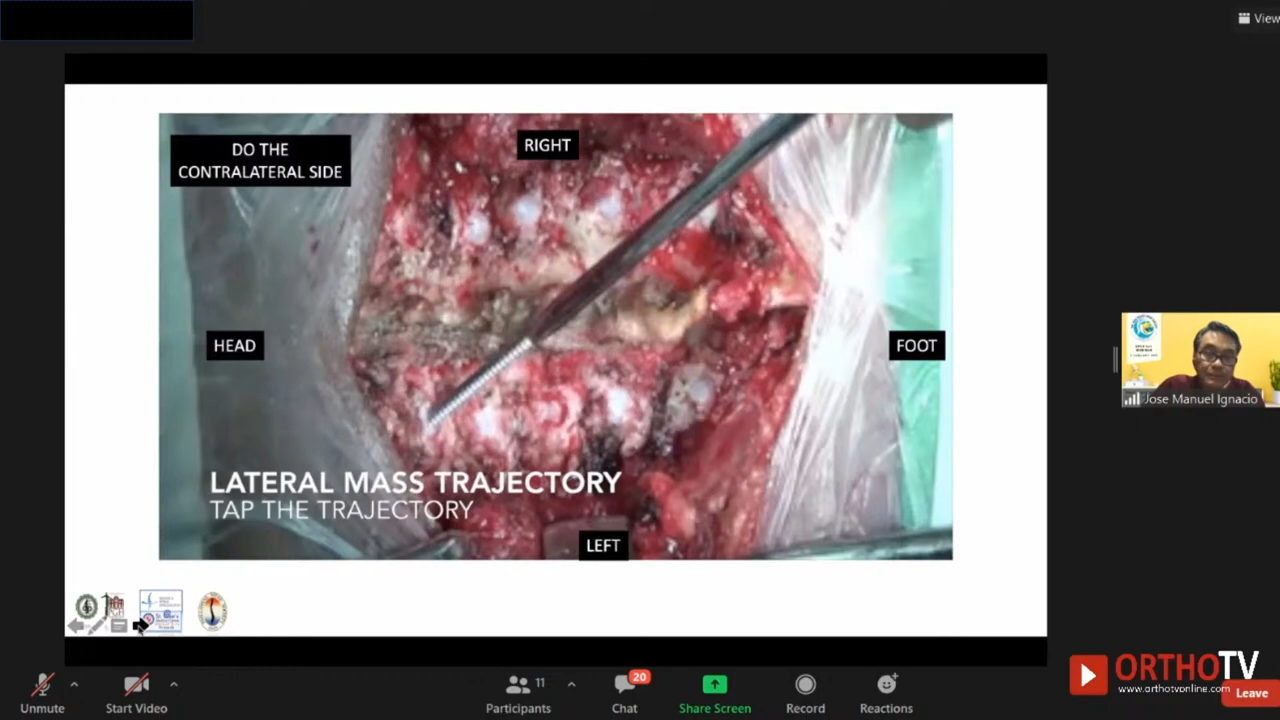 View
DO THE
CONTRALATERAL SIDE
RIGHT
HEAD
FOOT
LATERAL MASS TRAJECTORY
TAP THE TRAJECTORY
LEFT
Jose Manuel Ignacio
Unmute
Start Video
Participants
11
Chat
20
Share Screen
Record
Reactions
ORTHOTV
www.orthotvonline.com
Leave